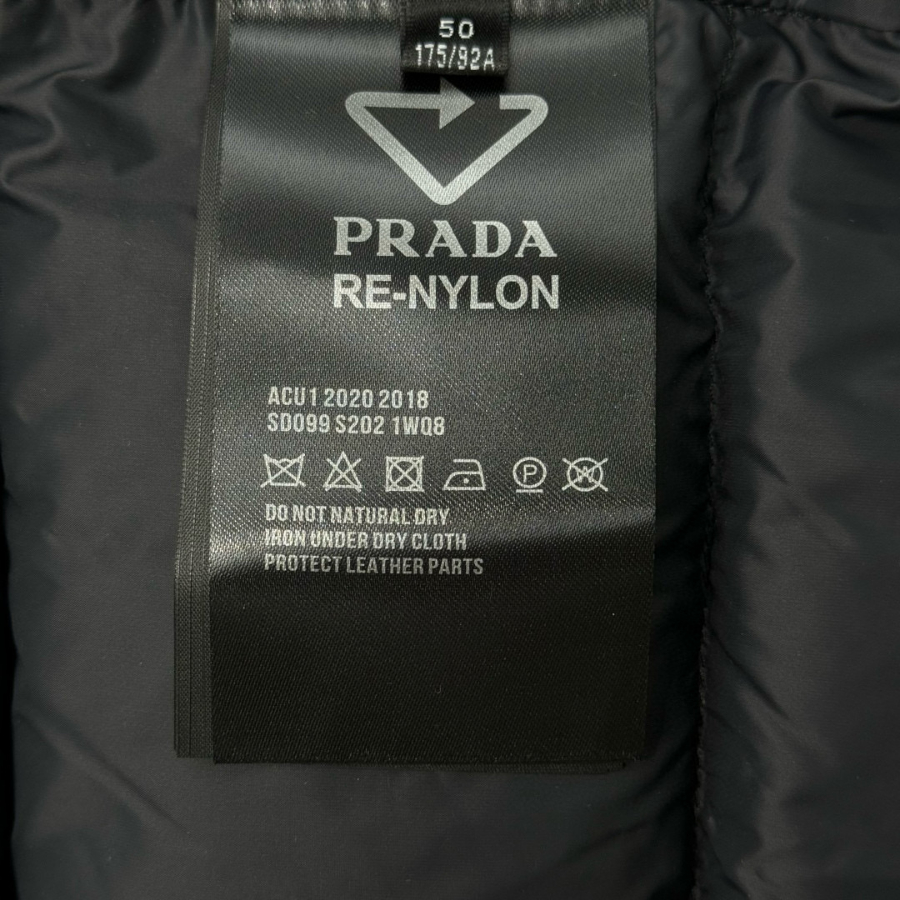 50
175/92A
PRADA
RE-NYLON
ACU1 2020 2018
SD099 S202 1WQ8
P W
DO NOT NATURAL DRY
IRON UNDER DRY CLOTH
PROTECT LEATHER PARTS